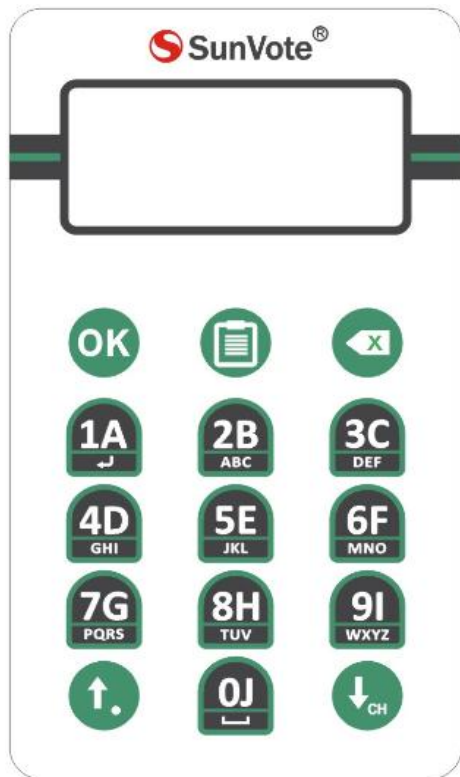 SunVote®
OK
X
1A 2B 3C
ABC DEF
4D 5E 6F
GHI JKL MNO
7G 8H 9I
PQRS TUV WXYZ
0J
CH